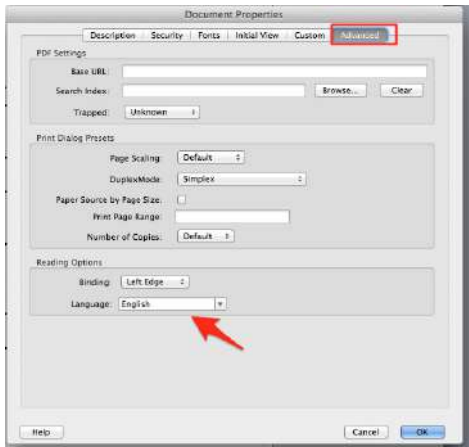 Document Properties
Description Security Fonts Initial View Custom Advanced
PDF Settings
Base URL:
Search Index: Browse... Clear
Trapped: Unknown
Print Dialog Presets
Page Scaling: Default
DuplexMode: Simplex
Paper Source by Page Size:
Print Page Range:
Number of Copies: Default
Reading Options
Binding: Left Edge
Language: English
Help Cancel OK